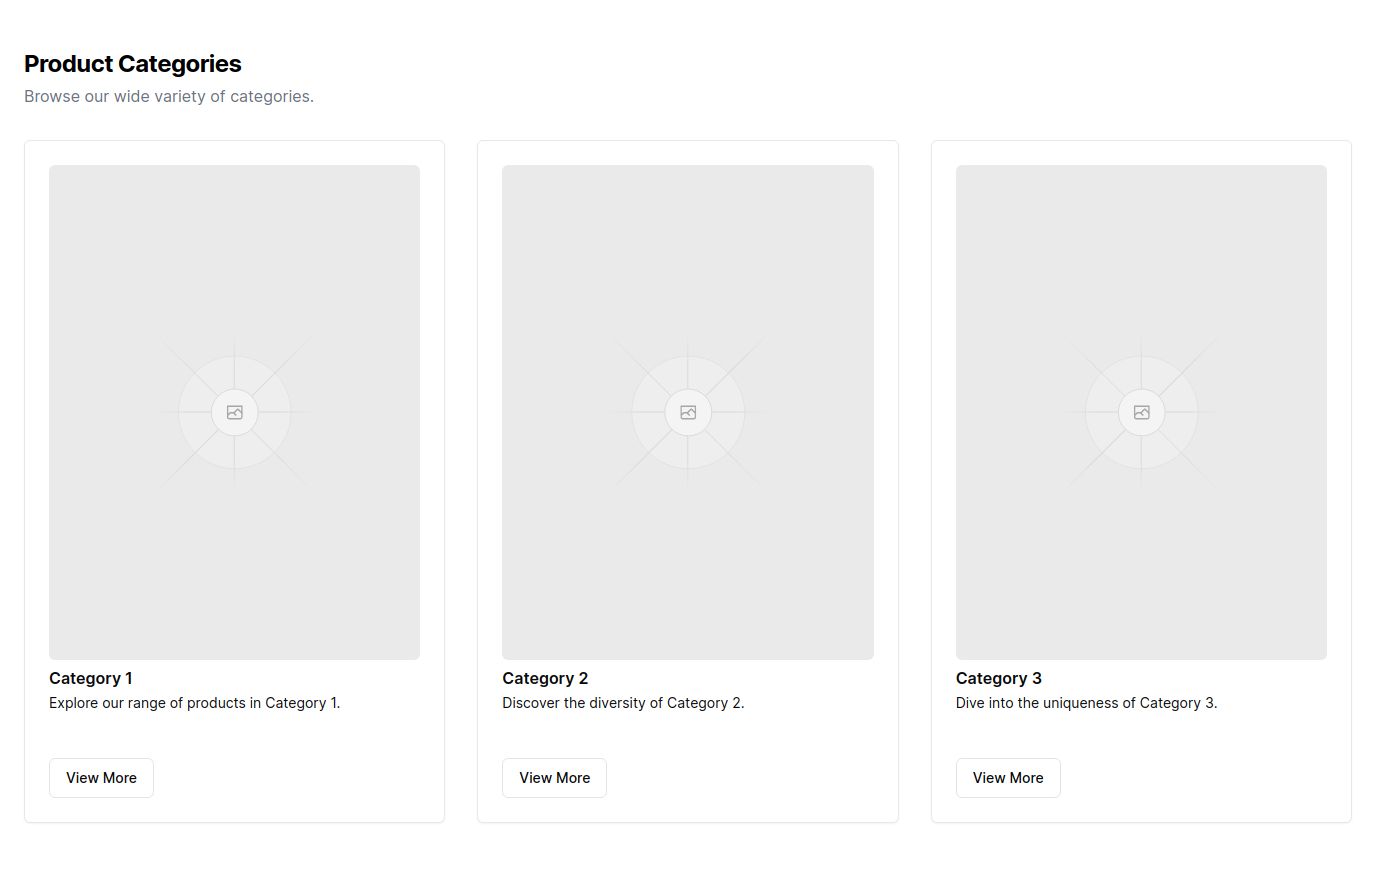 Product Categories
Browse our wide variety of categories.
Category 1
Explore our range of products in Category 1.
View More
Category 2
Discover the diversity of Category 2.
View More
Category 3
Dive into the uniqueness of Category 3.
View More